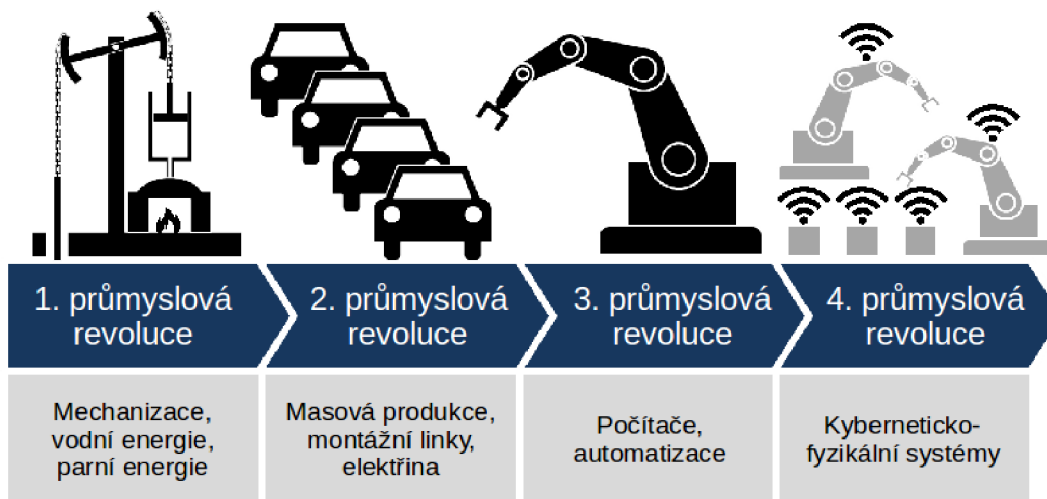 1. průmyslová
revoluce
2. průmyslová
revoluce
3. průmyslová
revoluce
4. průmyslová
revoluce
Mechanizace,
vodní energie,
parní energie
Masová produkce,
montážní linky,
elektřina
Počítače,
automatizace
Kyberneticko-
fyzikální systémy